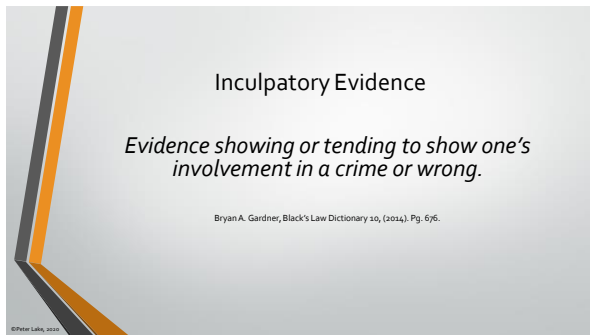 Inculpatory Evidence
Evidence showing or tending to show one's
involvement in a crime or wrong.
Bryan A. Gardner, Black's Law Dictionary 10, (2014). Pg. 676.
©Peter Lake, 2020